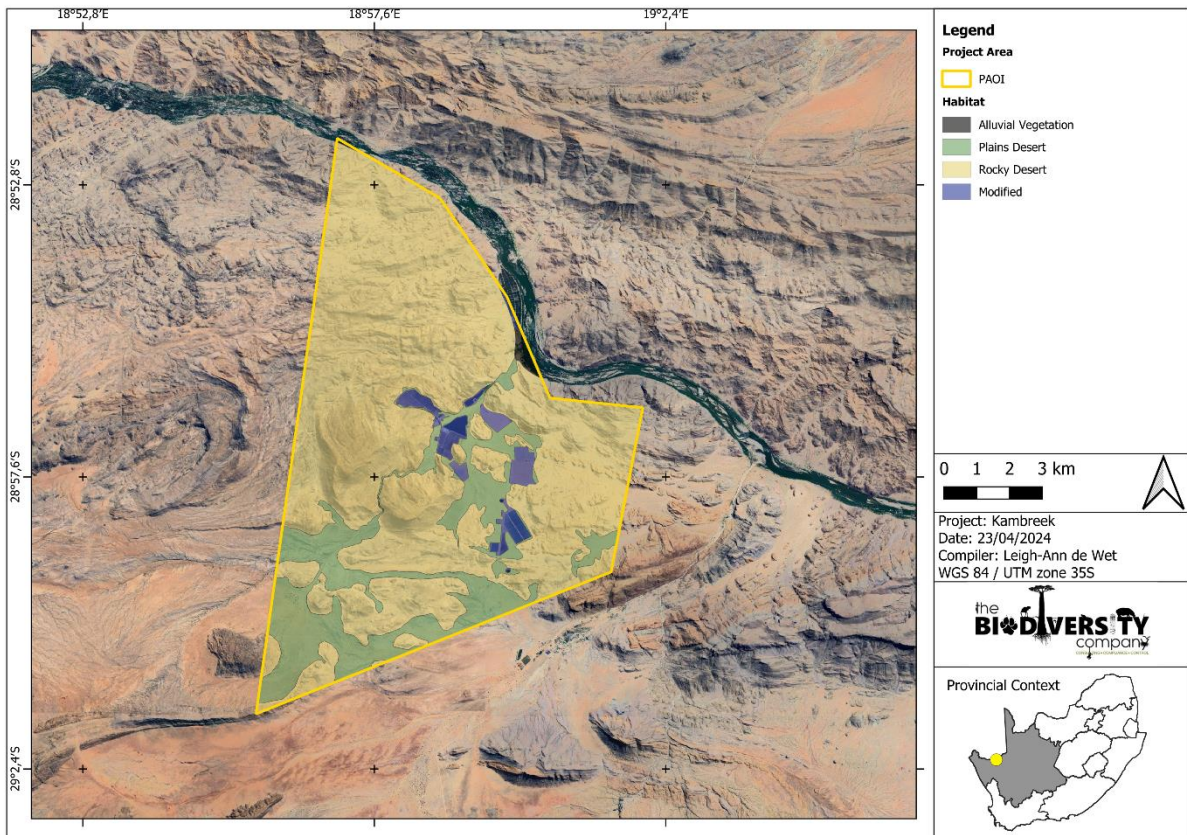 18°52,8'E
18°57,6'E
19°2,4'E
28°52,8'S
28°57,6'S
29°2,4'S
Legend
Project Area
PAOI
Habitat
Alluvial Vegetation
Plains Desert
Rocky Desert
Modified
0 1 2 3 km
Project: Kambreek
Date: 23/04/2024
Compiler: Leigh-Ann de Wet
WGS 84 / UTM zone 35S
the
BIODIVERSITY
company
Provincial Context